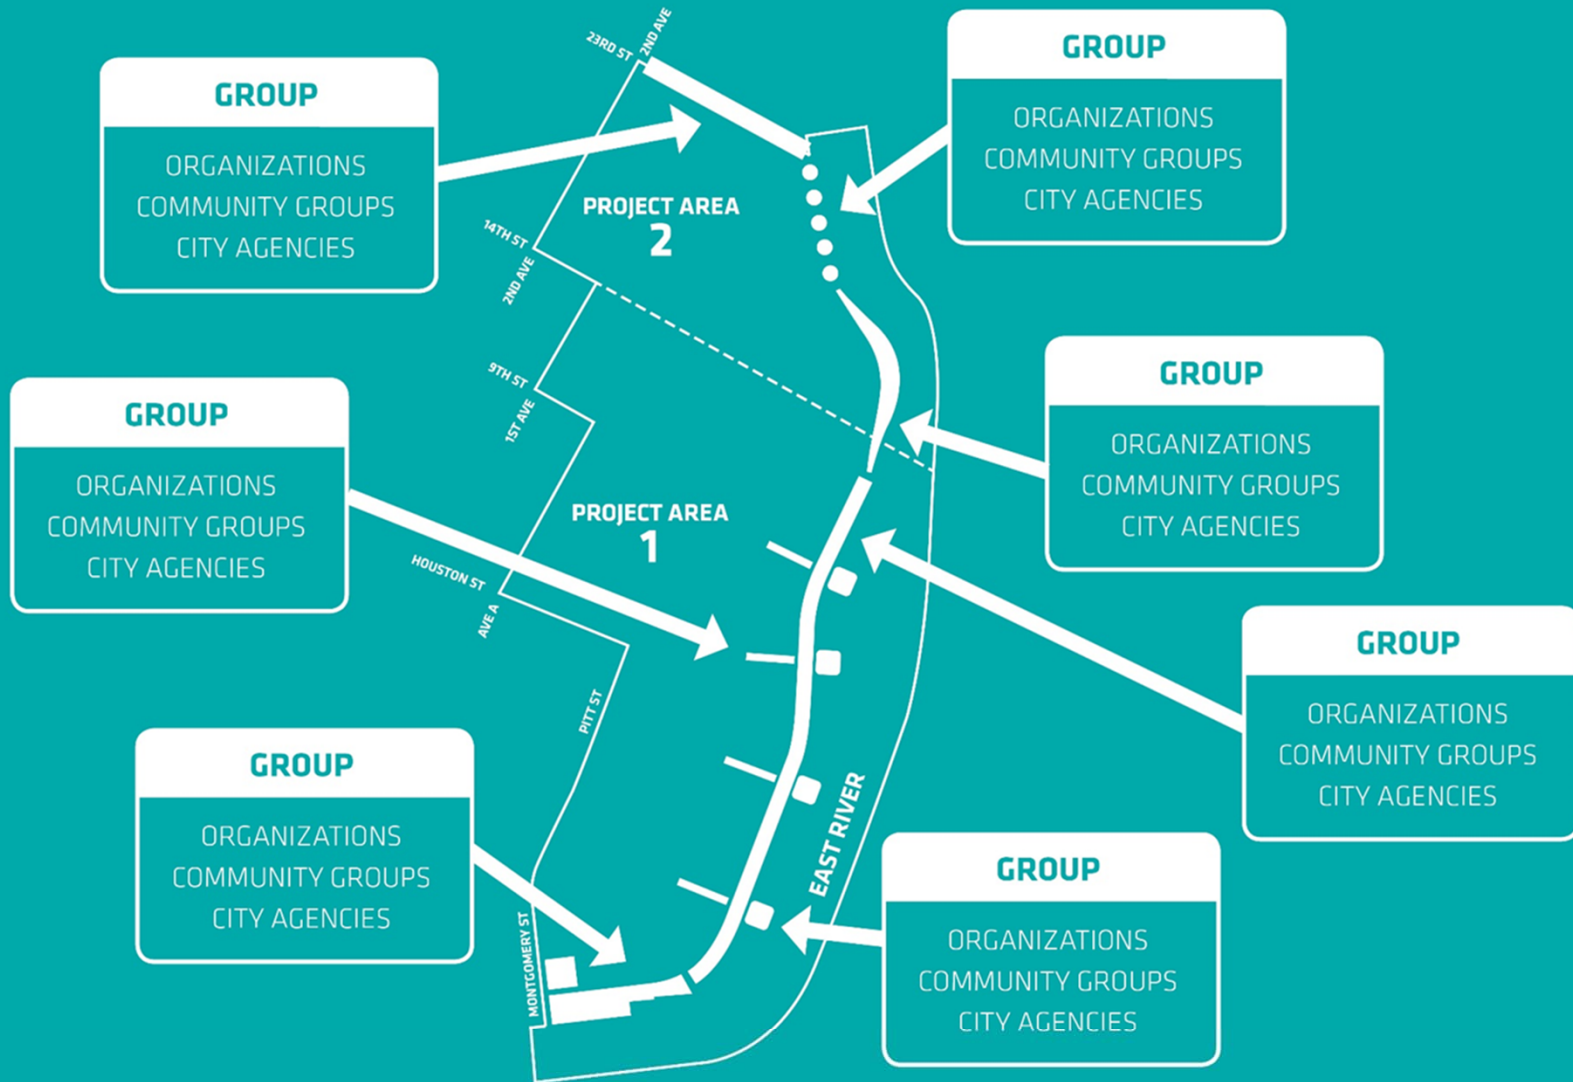 23RD ST
2ND AVE
GROUP
ORGANIZATIONS
COMMUNITY GROUPS
CITY AGENCIES
GROUP
ORGANIZATIONS
COMMUNITY GROUPS
CITY AGENCIES
PROJECT AREA
2
14TH ST
2ND AVE
GROUP
ORGANIZATIONS
COMMUNITY GROUPS
CITY AGENCIES
9TH ST
1ST AVE
GROUP
ORGANIZATIONS
COMMUNITY GROUPS
CITY AGENCIES
PROJECT AREA
1
HOUSTON ST
AVE A
GROUP
ORGANIZATIONS
COMMUNITY GROUPS
CITY AGENCIES
PITT ST
GROUP
ORGANIZATIONS
COMMUNITY GROUPS
CITY AGENCIES
EAST RIVER
MONTGOMERY ST
GROUP
ORGANIZATIONS
COMMUNITY GROUPS
CITY AGENCIES